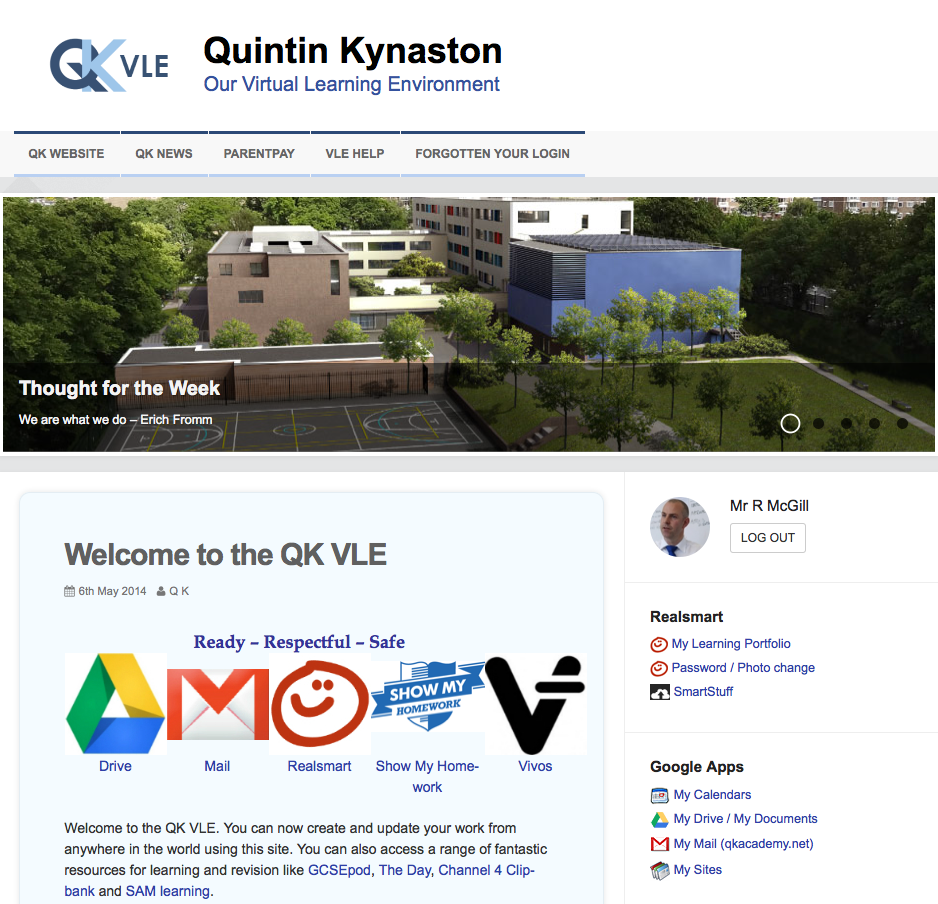 QK VLE
Quintin Kynaston
Our Virtual Learning Environment
QK WEBSITE QK NEWS PARENTPAY VLE HELP FORGOTTEN YOUR LOGIN
Thought for the Week
We are what we do – Erich Fromm
Welcome to the QK VLE
6th May 2014 Q K
Ready – Respectful – Safe
SHOW MY
HOMEWORK
Drive Mail Realsmart Show My Home-
work
Vivos
Welcome to the QK VLE. You can now create and update your work from
anywhere in the world using this site. You can also access a range of fantastic
resources for learning and revision like GCSEpod, The Day, Channel 4 Clip-
bank and SAM learning.
Mr R McGill
LOG OUT
Realsmart
My Learning Portfolio
Password / Photo change
SmartStuff
Google Apps
My Calendars
My Drive / My Documents
My Mail (qkacademy.net)
My Sites